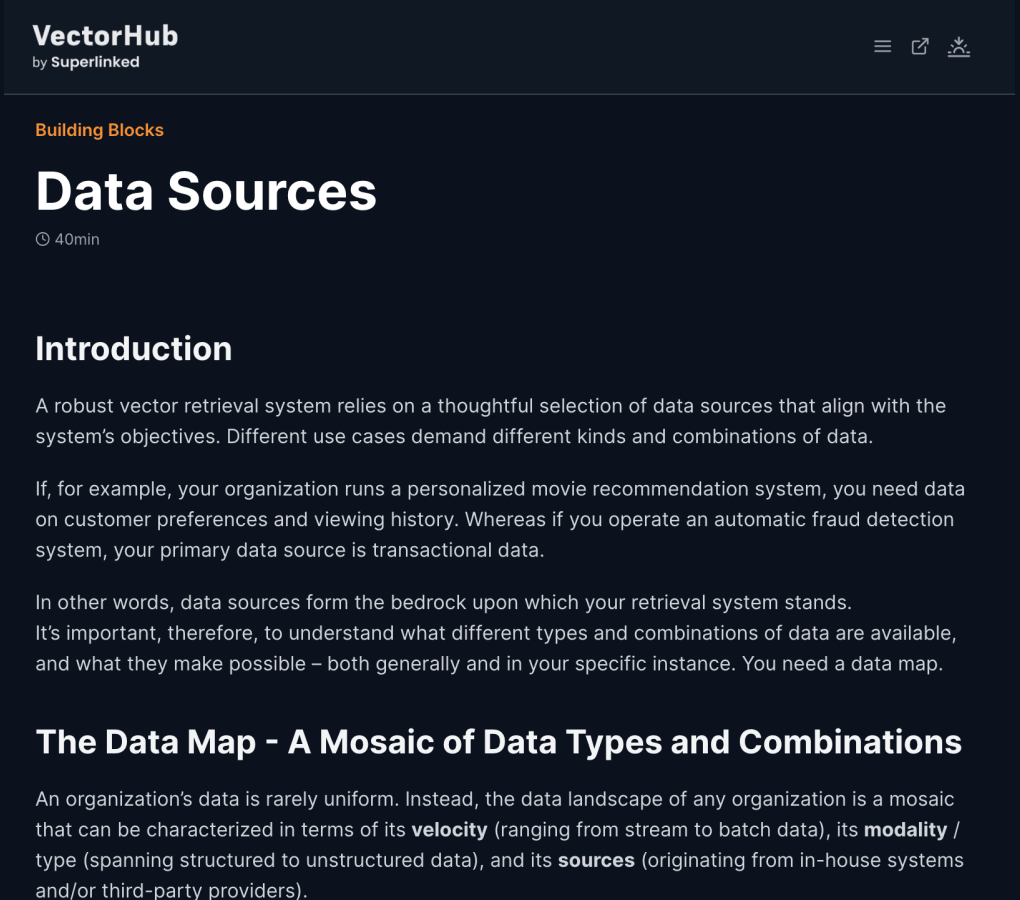 VectorHub
by Superlinked
Building Blocks
Data Sources
40min
Introduction
A robust vector retrieval system relies on a thoughtful selection of data sources that align with the
system’s objectives. Different use cases demand different kinds and combinations of data.
If, for example, your organization runs a personalized movie recommendation system, you need data
on customer preferences and viewing history. Whereas if you operate an automatic fraud detection
system, your primary data source is transactional data.
In other words, data sources form the bedrock upon which your retrieval system stands.
It’s important, therefore, to understand what different types and combinations of data are available,
and what they make possible – both generally and in your specific instance. You need a data map.
The Data Map - A Mosaic of Data Types and Combinations
An organization’s data is rarely uniform. Instead, the data landscape of any organization is a mosaic
that can be characterized in terms of its velocity (ranging from stream to batch data), its modality /
type (spanning structured to unstructured data), and its sources (originating from in-house systems
and/or third-party providers).